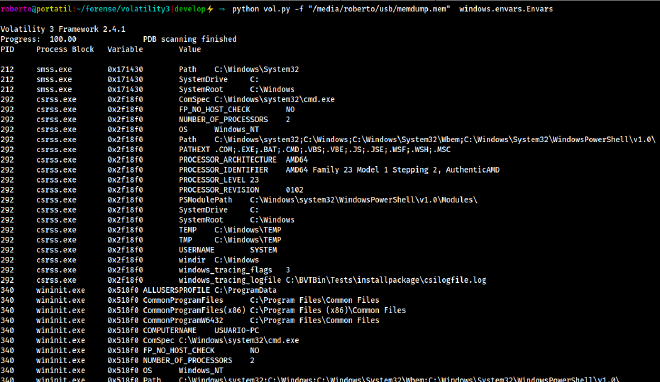 roberto@portatil:~/forense/volatility3|develop⚡ ⇒ python vol.py -f "/media/roberto/usb/memdump.mem" windows.envars.Envars
Volatility 3 Framework 2.4.1
Progress: 100.00 PDB scanning finished
PID Process Block Variable Value
212 smss.exe 0x171430 Path C:\Windows\System32
212 smss.exe 0x171430 SystemDrive C:
212 smss.exe 0x171430 SystemRoot C:\Windows
292 csrss.exe 0x2f18f0 ComSpec C:\Windows\system32\cmd.exe
292 csrss.exe 0x2f18f0 FP_NO_HOST_CHECK NO
292 csrss.exe 0x2f18f0 NUMBER_OF_PROCESSORS 2
292 csrss.exe 0x2f18f0 OS Windows_NT
292 csrss.exe 0x2f18f0 Path C:\Windows\system32;C:\Windows;C:\Windows\System32\Wbem;C:\Windows\System32\WindowsPowerShell\v1.0\
292 csrss.exe 0x2f18f0 PATHEXT .COM;.EXE;.BAT;.CMD;.VBS;.VBE;.JS;.JSE;.WSF;.WSH;.MSC
292 csrss.exe 0x2f18f0 PROCESSOR_ARCHITECTURE AMD64
292 csrss.exe 0x2f18f0 PROCESSOR_IDENTIFIER AMD64 Family 23 Model 1 Stepping 2, AuthenticAMD
292 csrss.exe 0x2f18f0 PROCESSOR_LEVEL 23
292 csrss.exe 0x2f18f0 PROCESSOR_REVISION 0102
292 csrss.exe 0x2f18f0 PSModulePath C:\Windows\system32\WindowsPowerShell\v1.0\Modules\
292 csrss.exe 0x2f18f0 SystemDrive C:
292 csrss.exe 0x2f18f0 SystemRoot C:\Windows
292 csrss.exe 0x2f18f0 TEMP C:\Windows\TEMP
292 csrss.exe 0x2f18f0 TMP C:\Windows\TEMP
292 csrss.exe 0x2f18f0 USERNAME SYSTEM
292 csrss.exe 0x2f18f0 windir C:\Windows
292 csrss.exe 0x2f18f0 windows_tracing_flags 3
292 csrss.exe 0x2f18f0 windows_tracing_logfile C:\BVTBin\Tests\installpackage\csilogfile.log
340 wininit.exe 0x518f0 ALLUSERSPROFILE C:\ProgramData
340 wininit.exe 0x518f0 CommonProgramFiles C:\Program Files\Common Files
340 wininit.exe 0x518f0 CommonProgramFiles(x86) C:\Program Files (x86)\Common Files
340 wininit.exe 0x518f0 CommonProgramW6432 C:\Program Files\Common Files
340 wininit.exe 0x518f0 COMPUTERNAME USUARIO-PC
340 wininit.exe 0x518f0 ComSpec C:\Windows\system32\cmd.exe
340 wininit.exe 0x518f0 FP_NO_HOST_CHECK NO
340 wininit.exe 0x518f0 NUMBER_OF_PROCESSORS 2
340 wininit.exe 0x518f0 OS Windows_NT
340 wininit.exe 0x518f0 Path C:\Windows\system32;C:\Windows;C:\Windows\System32\Wbem;C:\Windows\System32\WindowsPowerShell\v1.0\